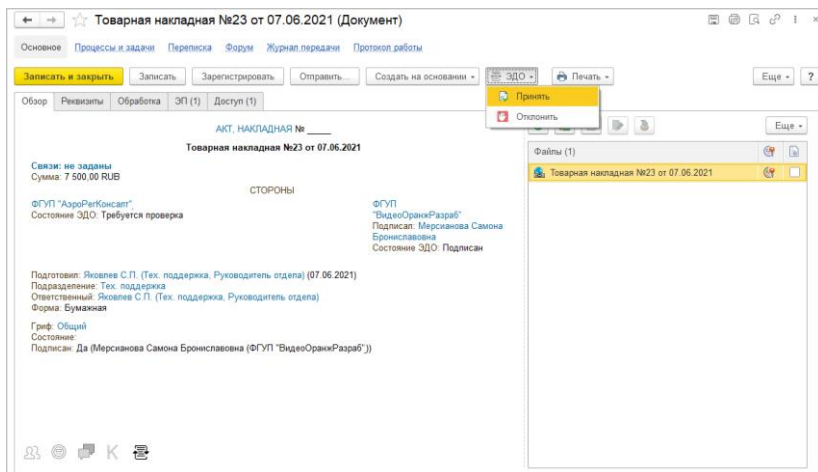 Товарная накладная №23 от 07.06.2021 (Документ)
Основное Процессы и задачи Переписка Форум Журнал передачи Протокол работы
Записать и закрыть Записать Зарегистрировать Отправить... Создать на основании ЭДО Печать Еще ?
Принять
Отклонить
Обзор Реквизиты Обработка ЭП (1) Доступ (1)
Еще
АКТ, НАКЛАДНАЯ № _____
Товарная накладная №23 от 07.06.2021
Связи: не заданы
Сумма: 7 500,00 RUB
СТОРОНЫ
ФГУП "АэроРегКонсалт",
Состояние ЭДО: Требуется проверка
ФГУП
"ВидеоОранжРазраб"
Подписал: Мерсианова Самона
Брониславовна
Состояние ЭДО: Подписан
Подготовил: Яковлев С.П. (Тех. поддержка, Руководитель отдела) (07.06.2021)
Подразделение: Тех. поддержка
Ответственный: Яковлев С.П. (Тех. поддержка, Руководитель отдела)
Форма: Бумажная
Гриф: Общий
Состояние:
Подписан: Да (Мерсианова Самона Брониславовна (ФГУП "ВидеоОранжРазраб",))
Файлы (1)
Товарная накладная №23 от 07.06.2021